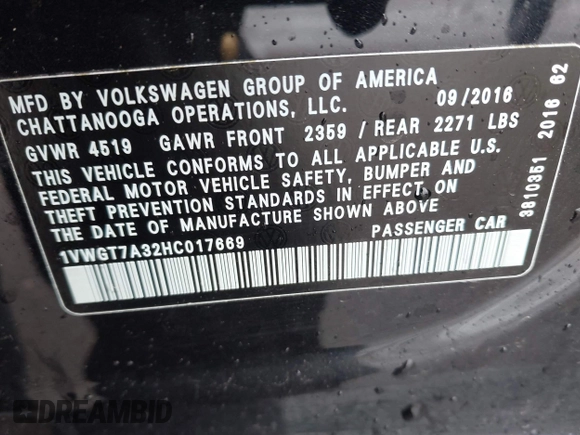 MFD BY VOLKSWAGEN GROUP OF AMERICA
CHATTANOOGA OPERATIONS, LLC. 09/2016
GVWR 4519 GAWR FRONT 2359 / REAR 2271 LBS
THIS VEHICLE CONFORMS TO ALL APPLICABLE U.S.
FEDERAL MOTOR VEHICLE SAFETY, BUMPER AND
THEFT PREVENTION STANDARDS IN EFFECT ON
THE DATE OF MANUFACTURE SHOWN ABOVE
1VWGT7A32HC017669 PASSENGER CAR
3810351 2016 62
DREAMBID